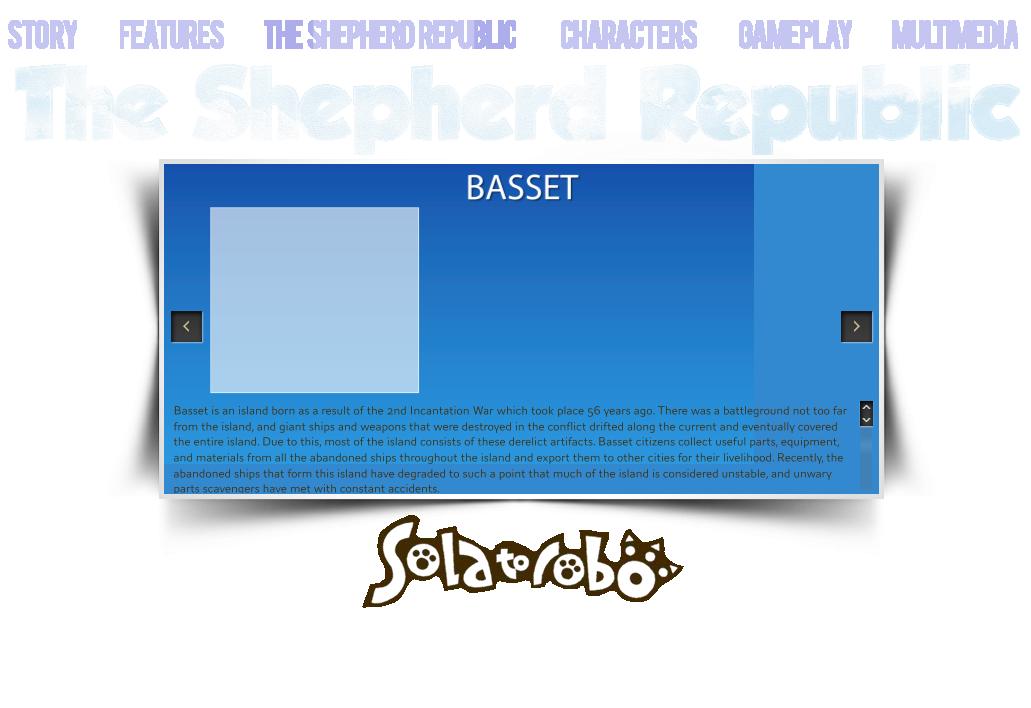 STORY FEATURES THE SHEPHERD REPUBLIC CHARACTERS GAMEPLAY MULTIMEDIA
The Shepherd Republic
BASSET
Basset is an island born as a result of the 2nd Incantation War which took place 56 years ago. There was a battleground not too far
from the island, and giant ships and weapons that were destroyed in the conflict drifted along the current and eventually covered
the entire island. Due to this, most of the island consists of these derelict artifacts. Basset citizens collect useful parts, equipment,
and materials from all the abandoned ships throughout the island and export them to other cities for their livelihood. Recently, the
abandoned ships that form this island have degraded to such a point that much of the island is considered unstable, and unwary
parts scavengers have met with constant accidents.
Solatorobo